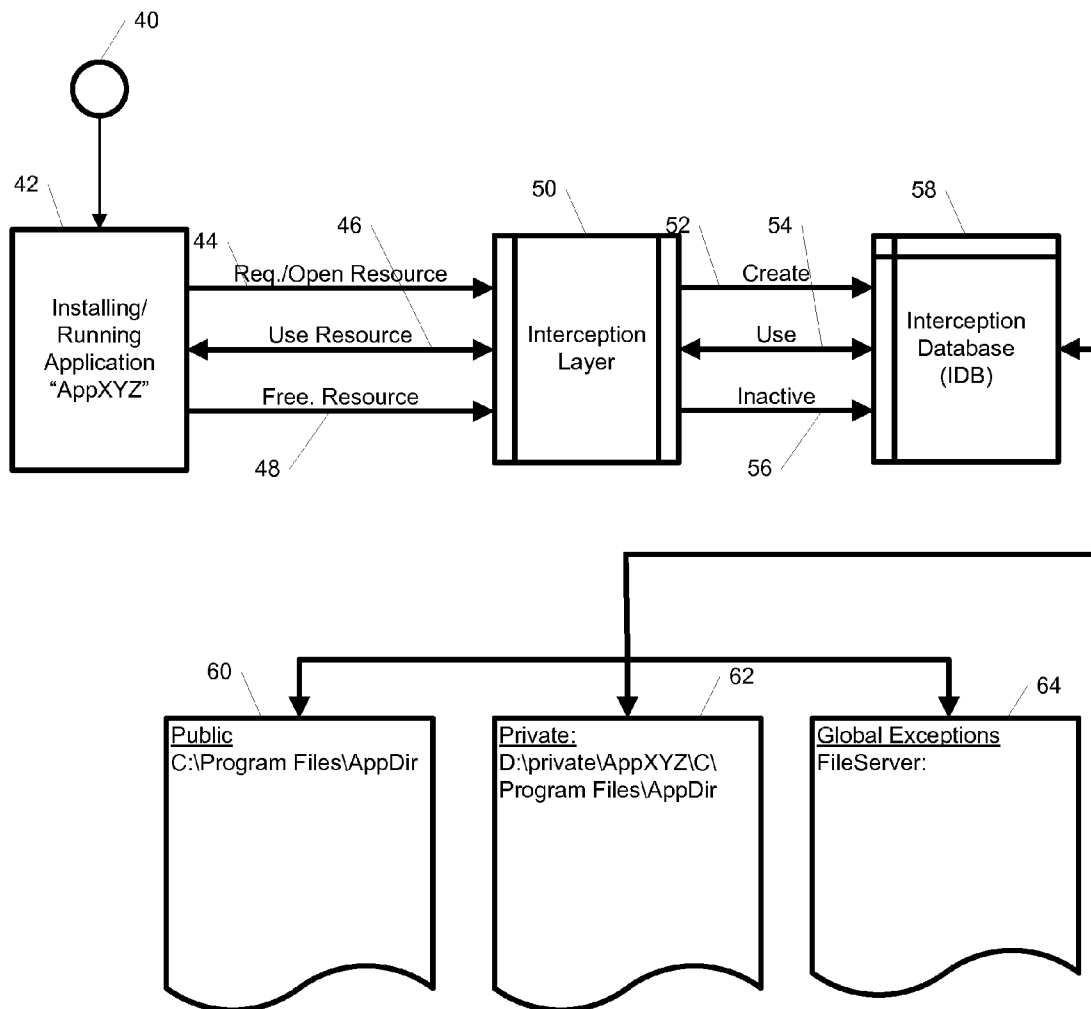 40
42
44
46
50
52
54
58
Req./Open Resource
Create
Installing/
Running
Application
“AppXYZ”
Use Resource
Interception
Layer
Use
Interception
Database
(IDB)
Free. Resource
Inactive
48
56
60
62
64
Public
C:\Program Files\AppDir
Private:
D:\private\AppXYZ\C\
Program Files\AppDir
Global Exceptions
FileServer: